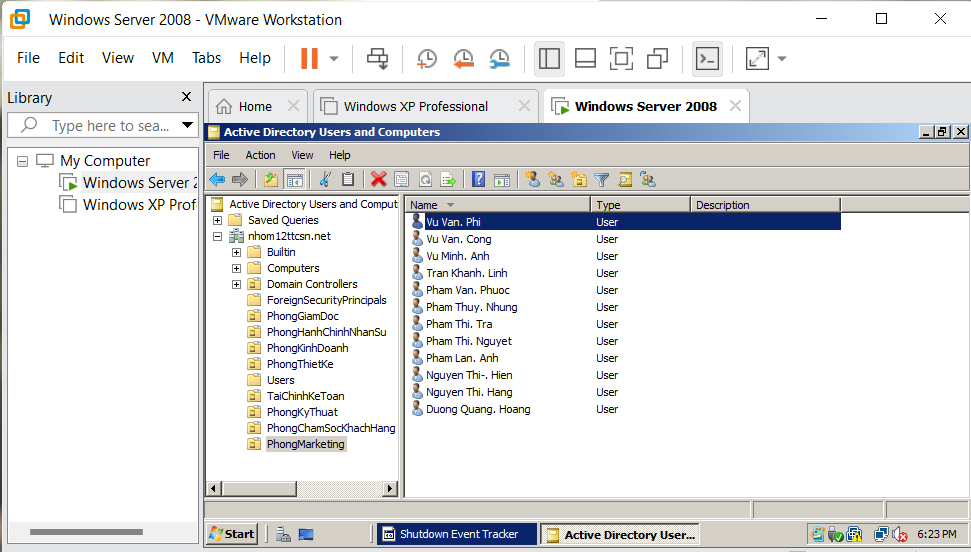 Windows Server 2008 - VMware Workstation
File Edit View VM Tabs Help
Library
Type here to sea...
My Computer
Windows Server 2
Windows XP Prof
Home
Windows XP Professional
Windows Server 2008
Active Directory Users and Computers
File Action View Help
Active Directory Users and Comput
Saved Queries
nhom12ttcsn.net
Builtin
Computers
Domain Controllers
ForeignSecurityPrincipals
PhongGiamDoc
PhongHanhChinhNhanSu
PhongKinhDoanh
PhongThietKe
Users
TaiChinhKeToan
PhongKyThuat
PhongChamSocKhachHang
PhongMarketing
Name Type Description
Vu Van. Phi User
Vu Van. Cong User
Vu Minh. Anh User
Tran Khanh. Linh User
Pham Van. Phuoc User
Pham Thuy. Nhung User
Pham Thi. Tra User
Pham Thi. Nguyet User
Pham Lan. Anh User
Nguyen Thi-. Hien User
Nguyen Thi. Hang User
Duong Quang. Hoang User
Start
Shutdown Event Tracker
Active Directory User...
6:23 PM